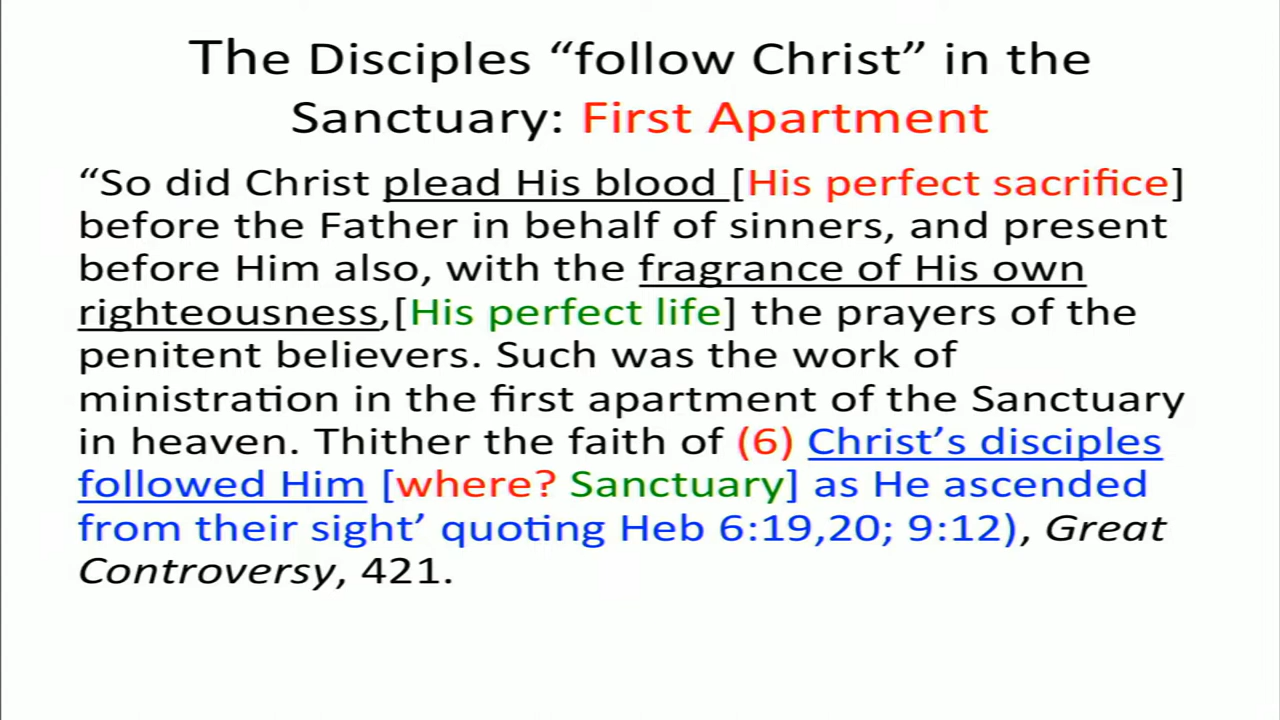 The Disciples “follow Christ” in the
Sanctuary: First Apartment
“So did Christ plead His blood [His perfect sacrifice]
before the Father in behalf of sinners, and present
before Him also, with the fragrance of His own
righteousness,[His perfect life] the prayers of the
penitent believers. Such was the work of
ministration in the first apartment of the Sanctuary
in heaven. Thither the faith of (6) Christ’s disciples
followed Him [where? Sanctuary] as He ascended
from their sight’ quoting Heb 6:19,20; 9:12), Great
Controversy, 421.